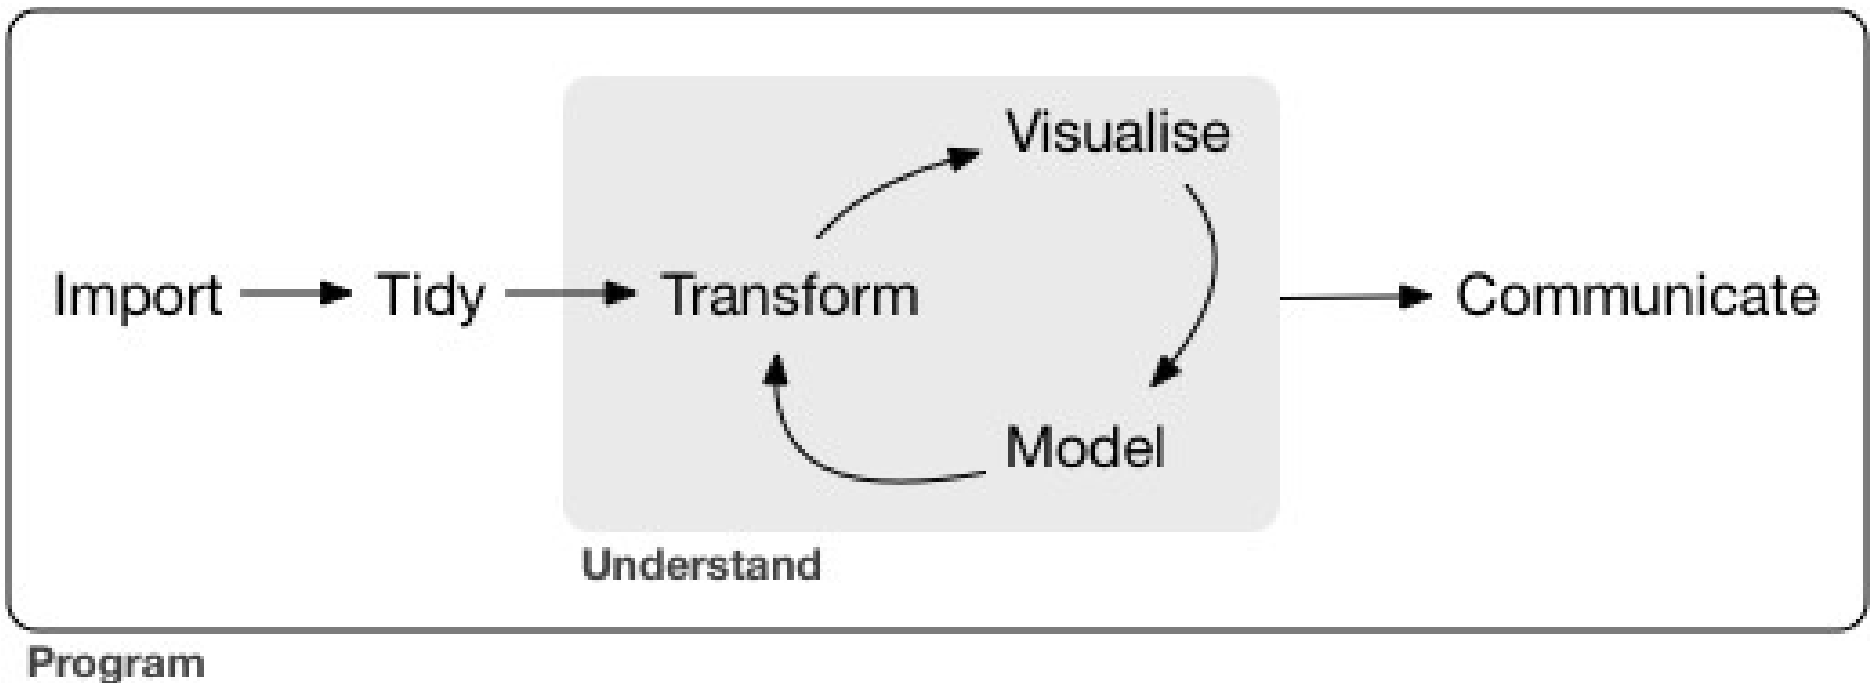 Visualise
Import Tidy Transform Communicate
Model
Understand
Program